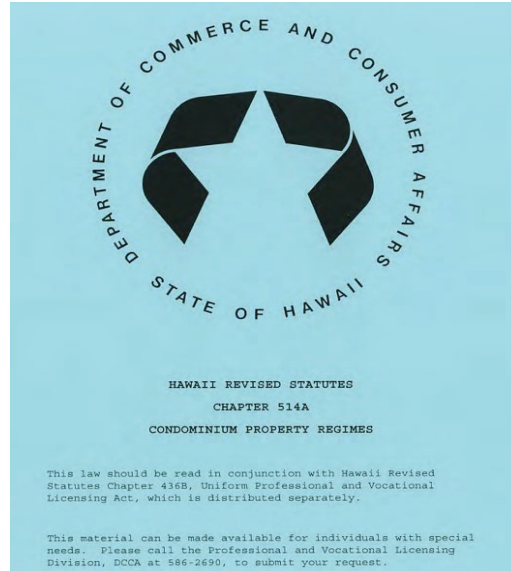 DEPARTMENT OF COMMERCE AND CONSUMER AFFAIRS
STATE OF HAWAII
HAWAII REVISED STATUTES
CHAPTER 514A
CONDOMINIUM PROPERTY REGIMES
This law should be read in conjunction with Hawaii Revised
Statutes Chapter 436B, Uniform Professional and Vocational
Licensing Act, which is distributed separately.
This material can be made available for individuals with special
needs.  Please call the Professional and Vocational Licensing
Division, DCCA at 586-2690, to submit your request.